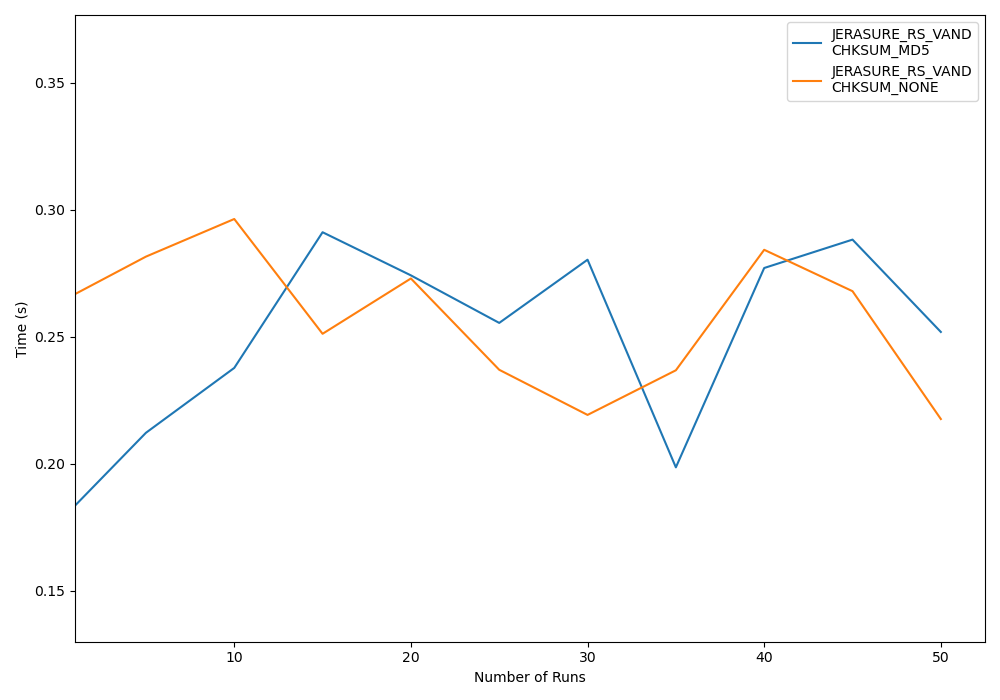 JERASURE_RS_VAND
CHKSUM_MD5
JERASURE_RS_VAND
CHKSUM_NONE
0.35
0.30
0.25
0.20
0.15
Time (s)
10 20 30 40 50
Number of Runs